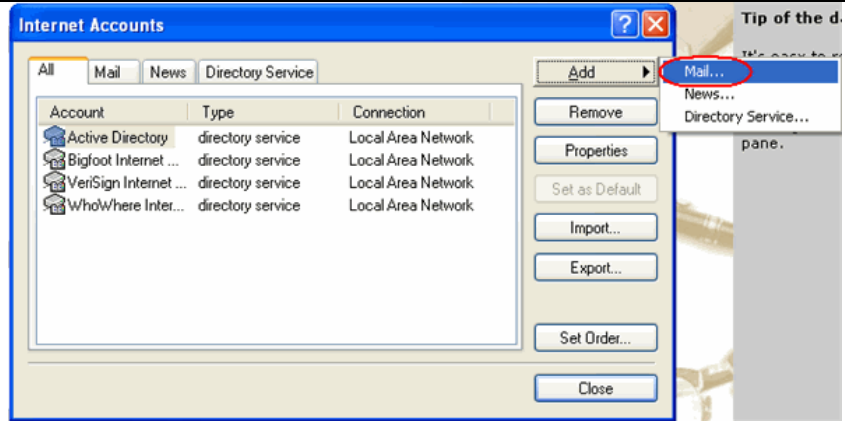 Internet Accounts
Tip of the d
All Mail News Directory Service
Add
Mail...
News...
Directory Service...
pane.
Account Type Connection
Active Directory directory service Local Area Network
Bigfoot Internet ... directory service Local Area Network
VeriSign Internet ... directory service Local Area Network
WhoWhere Inter... directory service Local Area Network
Remove
Properties
Set as Default
Import...
Export...
Set Order...
Close